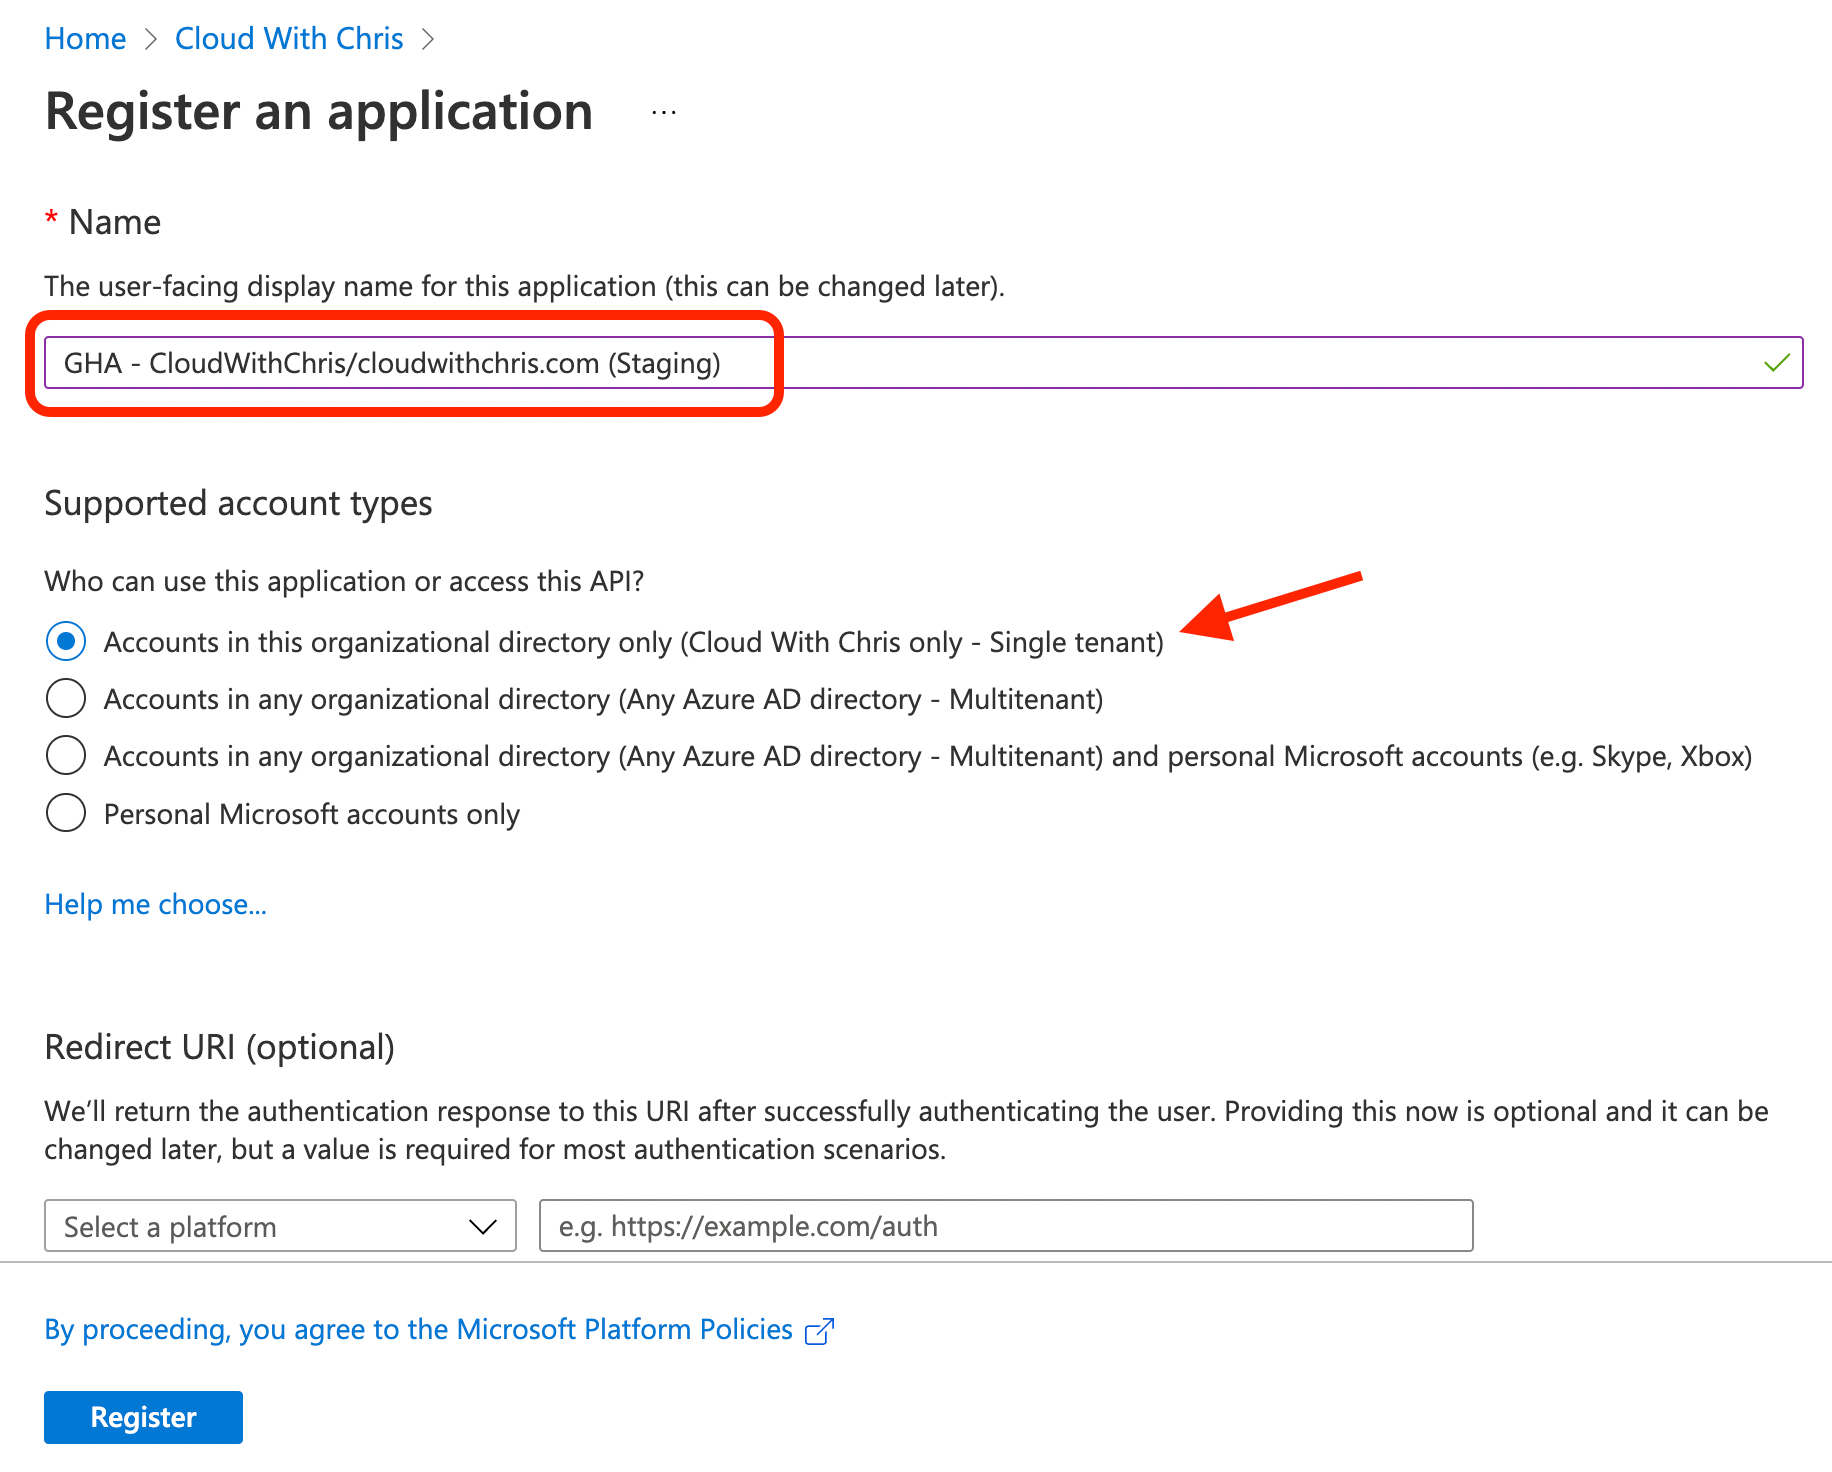 Home > Cloud With Chris >
Register an application ...
* Name
The user-facing display name for this application (this can be changed later).
GHA - CloudWithChris/cloudwithchris.com (Staging)
Supported account types
Who can use this application or access this API?
Accounts in this organizational directory only (Cloud With Chris only - Single tenant)
Accounts in any organizational directory (Any Azure AD directory - Multitenant)
Accounts in any organizational directory (Any Azure AD directory - Multitenant) and personal Microsoft accounts (e.g. Skype, Xbox)
Personal Microsoft accounts only
Help me choose...
Redirect URI (optional)
We’ll return the authentication response to this URI after successfully authenticating the user. Providing this now is optional and it can be
changed later, but a value is required for most authentication scenarios.
Select a platform e.g. https://example.com/auth
By proceeding, you agree to the Microsoft Platform Policies
Register